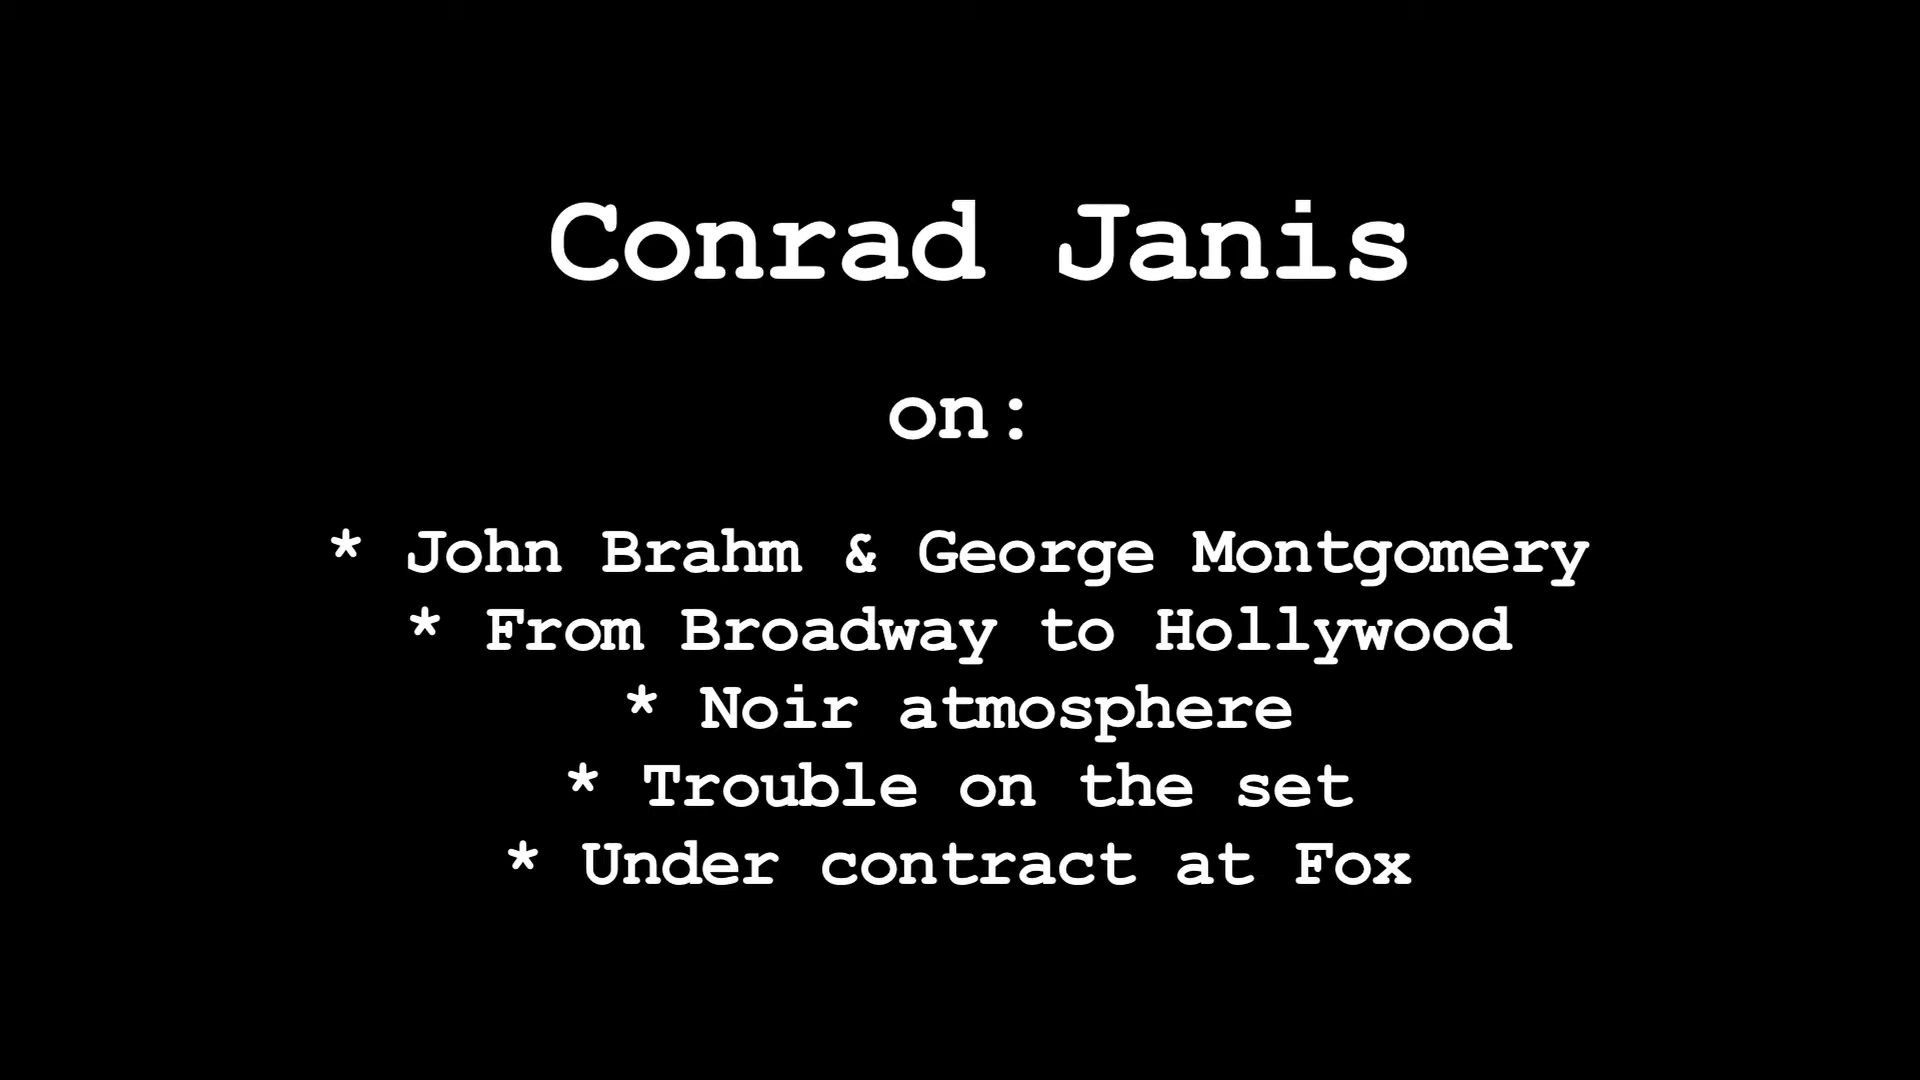 Conrad Janis
on:
* John Brahm & George Montgomery
* From Broadway to Hollywood
* Noir atmosphere
* Trouble on the set
* Under contract at Fox